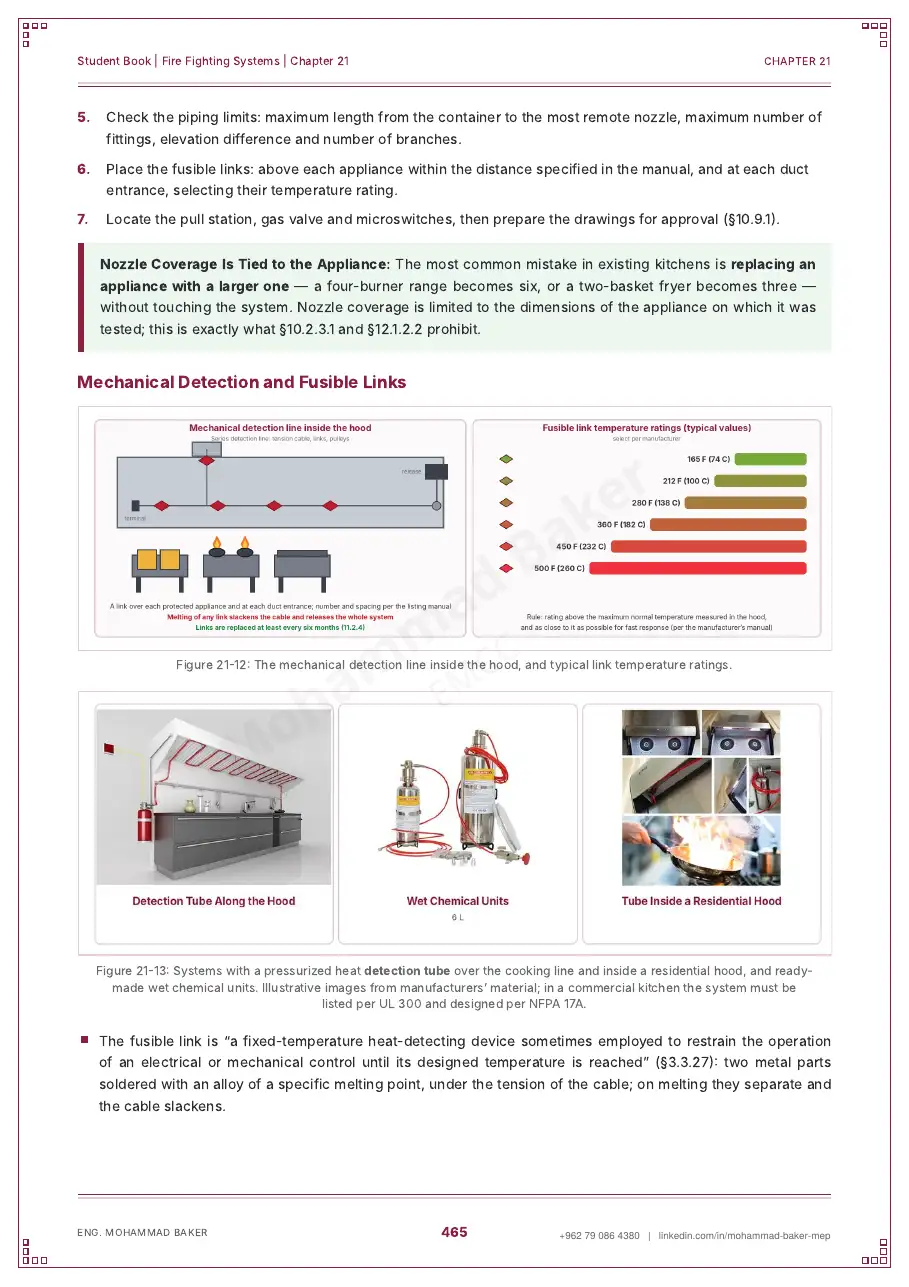 Student Book | Fire Fighting Systems | Chapter 21
CHAPTER 21
5. Check the piping limits: maximum length from the container to the most remote nozzle, maximum number of
fittings, elevation difference and number of branches.
6. Place the fusible links: above each appliance within the distance specified in the manual, and at each duct
entrance, selecting their temperature rating.
7. Locate the pull station, gas valve and microswitches, then prepare the drawings for approval (§10.9.1).
Nozzle Coverage Is Tied to the Appliance: The most common mistake in existing kitchens is replacing an
appliance with a larger one — a four-burner range becomes six, or a two-basket fryer becomes three —
without touching the system. Nozzle coverage is limited to the dimensions of the appliance on which it was
tested; this is exactly what §10.2.3.1 and §12.1.2.2 prohibit.
Mechanical Detection and Fusible Links
Mechanical detection line inside the hood
Series detection line: tension cable, links, pulleys
release
terminal
A link over each protected appliance and at each duct entrance; number and spacing per the listing manual
Melting of any link slackens the cable and releases the whole system
Links are replaced at least every six months (11.2.4)
Fusible link temperature ratings (typical values)
select per manufacturer
165 F (74 C)
212 F (100 C)
280 F (138 C)
360 F (182 C)
450 F (232 C)
500 F (260 C)
Rule: rating above the maximum normal temperature measured in the hood,
and as close to it as possible for fast response (per the manufacturer's manual)
Mohammad Baker
Figure 21-12: The mechanical detection line inside the hood, and typical link temperature ratings.
Detection Tube Along the Hood
Wet Chemical Units
6 L
Tube Inside a Residential Hood
Figure 21-13: Systems with a pressurized heat detection tube over the cooking line and inside a residential hood, and ready-
made wet chemical units. Illustrative images from manufacturers' material; in a commercial kitchen the system must be
listed per UL 300 and designed per NFPA 17A.
■ The fusible link is "a fixed-temperature heat-detecting device sometimes employed to restrain the operation
of an electrical or mechanical control until its designed temperature is reached" (§3.3.27): two metal parts
soldered with an alloy of a specific melting point, under the tension of the cable; on melting they separate and
the cable slackens.
ENG. MOHAMMAD BAKER
465
+962 79 086 4380 | linkedin.com/in/mohammad-baker-mep